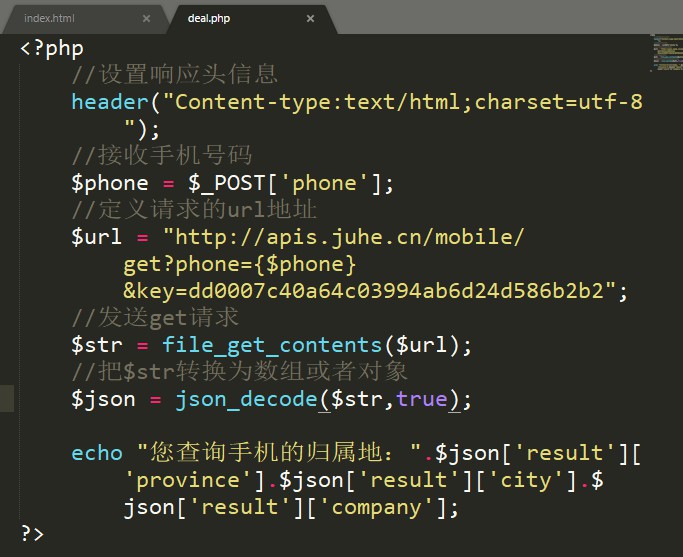 index.html × deal.php ×
<?php
//设置响应头信息
header("Content-type:text/html;charset=utf-8
");
//接收手机号码
$phone = $_POST['phone'];
//定义请求的url地址
$url = "http://apis.juhe.cn/mobile/
get?phone={$phone}
&key=dd0007c40a64c03994ab6d24d586b2b2";
//发送get请求
$str = file_get_contents($url);
//把$str转换为数组或者对象
$json = json_decode($str,true);
echo "您查询手机的归属地：".$json['result'][
'province'].$json['result']['city'].$
json['result']['company'];
?>